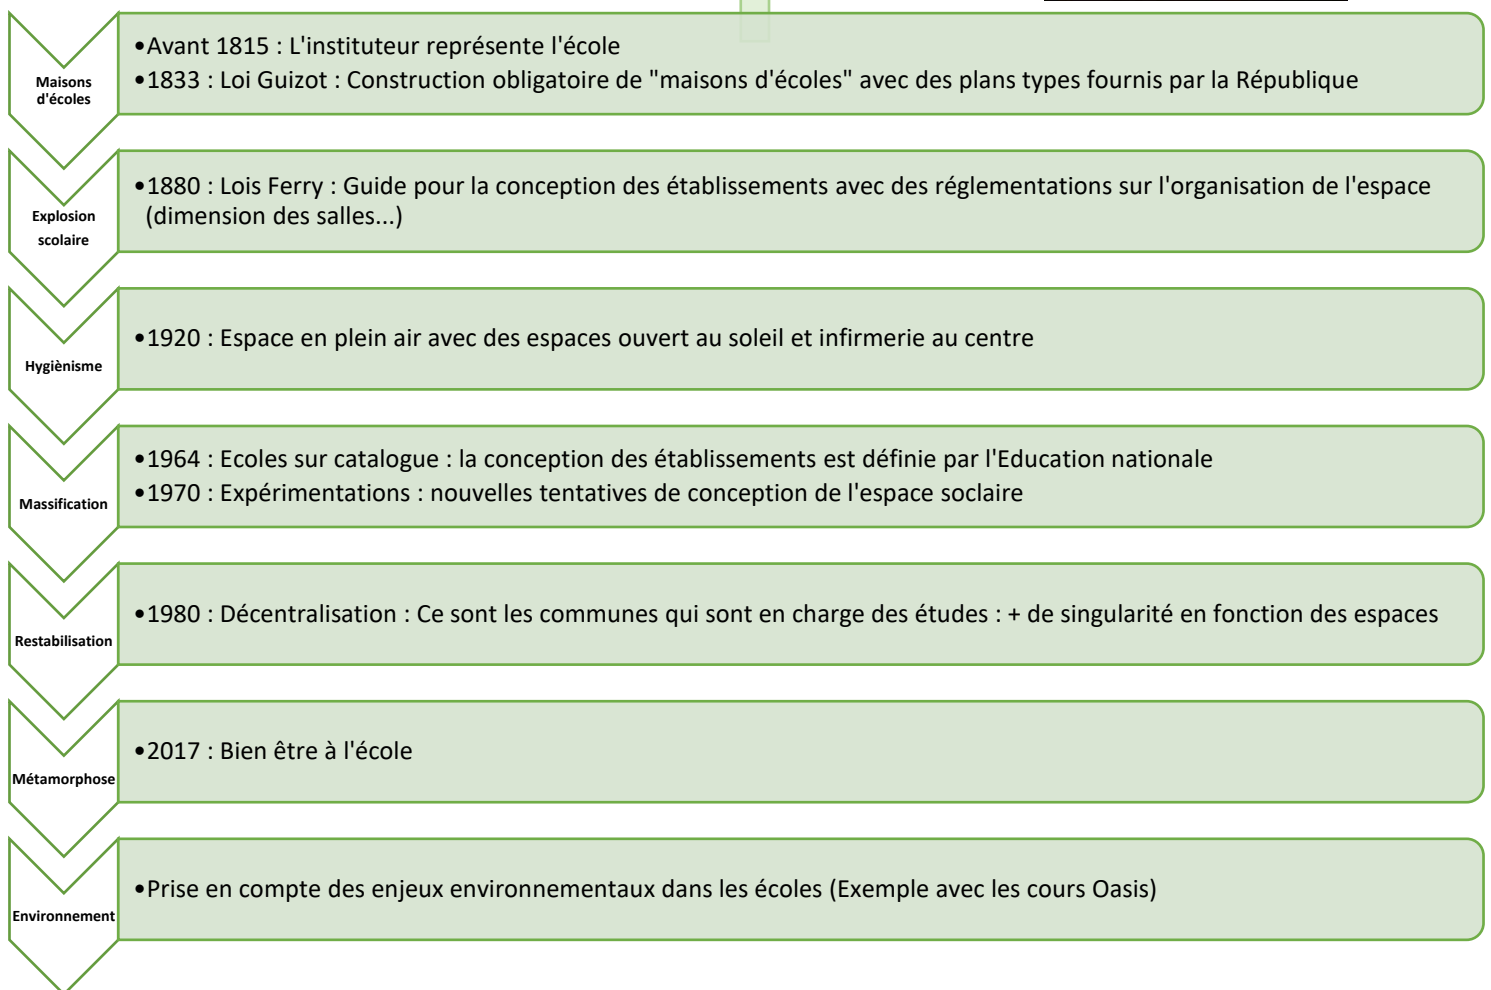 Maisons
d'écoles
•Avant 1815 : L'instituteur représente l'école
•1833 : Loi Guizot : Construction obligatoire de "maisons d'écoles" avec des plans types fournis par la République
Explosion
scolaire
•1880 : Lois Ferry : Guide pour la conception des établissements avec des réglementations sur l'organisation de l'espace
(dimension des salles...)
Hygiènisme
•1920 : Espace en plein air avec des espaces ouvert au soleil et infirmerie au centre
Massification
•1964 : Ecoles sur catalogue : la conception des établissements est définie par l'Education nationale
•1970 : Expérimentations : nouvelles tentatives de conception de l'espace soclaire
Restabilisation
•1980 : Décentralisation : Ce sont les communes qui sont en charge des études : + de singularité en fonction des espaces
Métamorphose
•2017 : Bien être à l'école
Environnement
•Prise en compte des enjeux environnementaux dans les écoles (Exemple avec les cours Oasis)